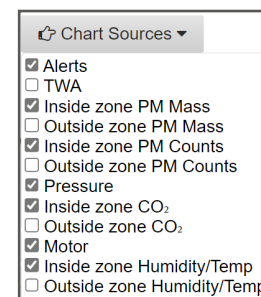 Chart Sources
Alerts
TWA
Inside zone PM Mass
Outside zone PM Mass
Inside zone PM Counts
Outside zone PM Counts
Pressure
Inside zone CO₂
Outside zone CO₂
Motor
Inside zone Humidity/Temp
Outside zone Humidity/Temp